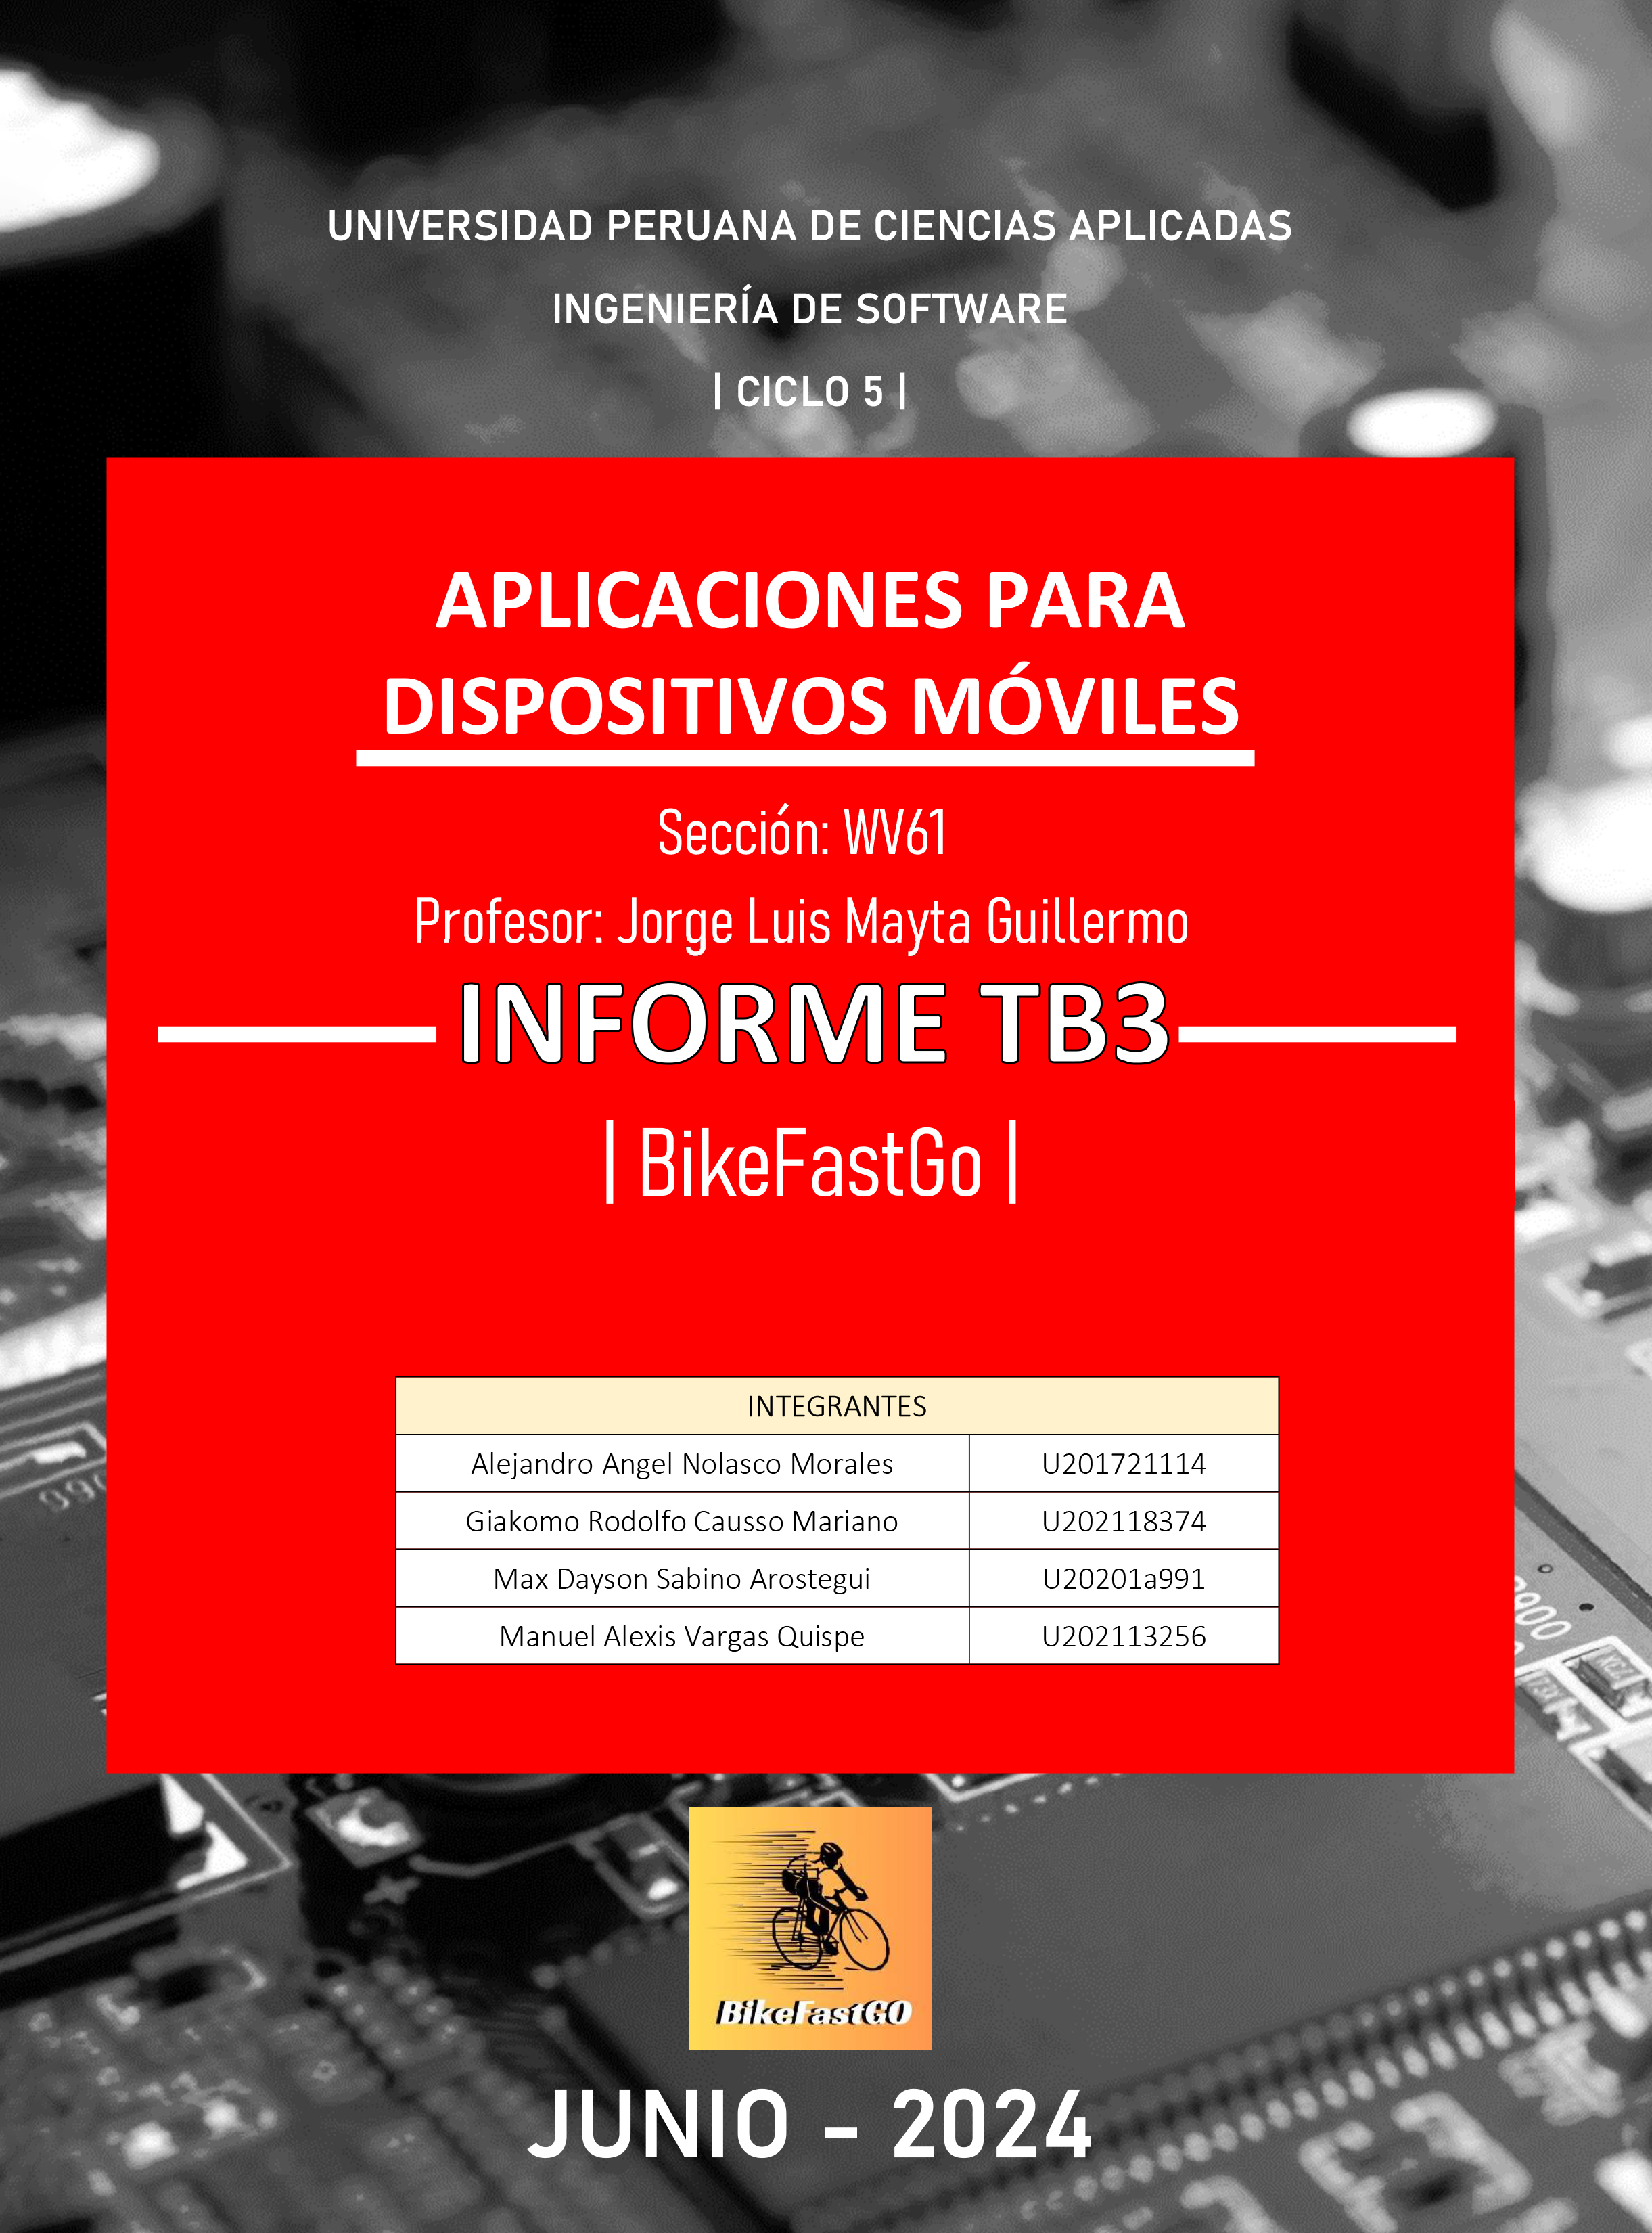 UNIVERSIDAD PERUANA DE CIENCIAS APLICADAS
INGENIERÍA DE SOFTWARE
| CICLO 5 |
APLICACIONES PARA
DISPOSITIVOS MÓVILES
Sección: WV61
Profesor: Jorge Luis Mayta Guillermo
INFORME TB3
| BikeFastGo |
INTEGRANTES
Alejandro Angel Nolasco Morales U201721114
Giakomo Rodolfo Causso Mariano U202118374
Max Dayson Sabino Arostegui U20201a991
Manuel Alexis Vargas Quispe U202113256
BikeFastGO
JUNIO - 2024